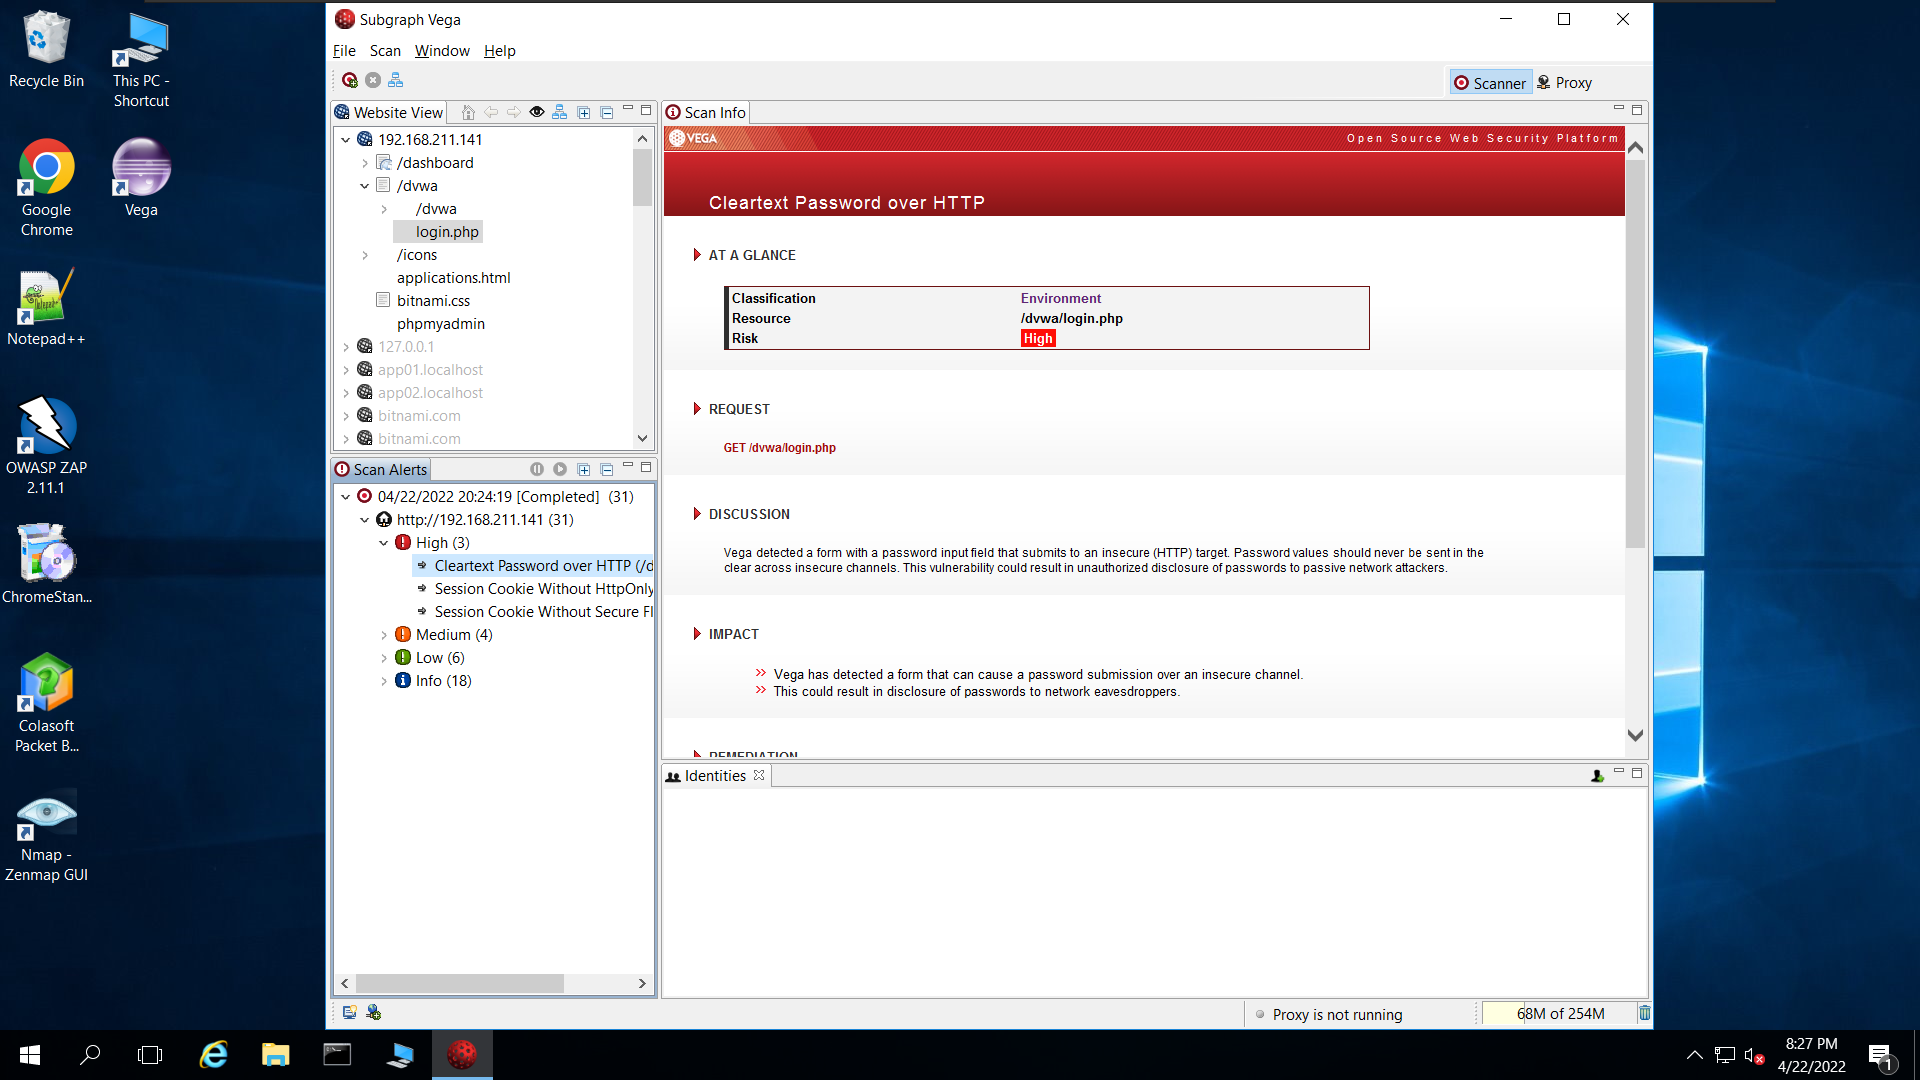 Recycle Bin
This PC -
Shortcut
Google
Chrome
Vega
Notepad++
OWASP ZAP
2.11.1
ChromeStan...
Colasoft
Packet B...
Nmap -
Zenmap GUI
Subgraph Vega
File Scan Window Help
Scanner Proxy
Website View
192.168.211.141
/dashboard
/dvwa
/dvwa
login.php
/icons
applications.html
bitnami.css
phpmyadmin
127.0.0.1
app01.localhost
app02.localhost
bitnami.com
bitnami.com
Scan Alerts
04/22/2022 20:24:19 [Completed] (31)
http://192.168.211.141 (31)
High (3)
Cleartext Password over HTTP (/d
Session Cookie Without HttpOnly
Session Cookie Without Secure Fl
Medium (4)
Low (6)
Info (18)
Scan Info
VEGA
Open Source Web Security Platform
Cleartext Password over HTTP
AT A GLANCE
Classification Environment
Resource /dvwa/login.php
Risk High
REQUEST
GET /dvwa/login.php
DISCUSSION
Vega detected a form with a password input field that submits to an insecure (HTTP) target. Password values should never be sent in the
clear across insecure channels. This vulnerability could result in unauthorized disclosure of passwords to passive network attackers.
IMPACT
Vega has detected a form that can cause a password submission over an insecure channel.
This could result in disclosure of passwords to network eavesdroppers.
REMEDIATION
Identities
Proxy is not running
68M of 254M
8:27 PM
4/22/2022
1